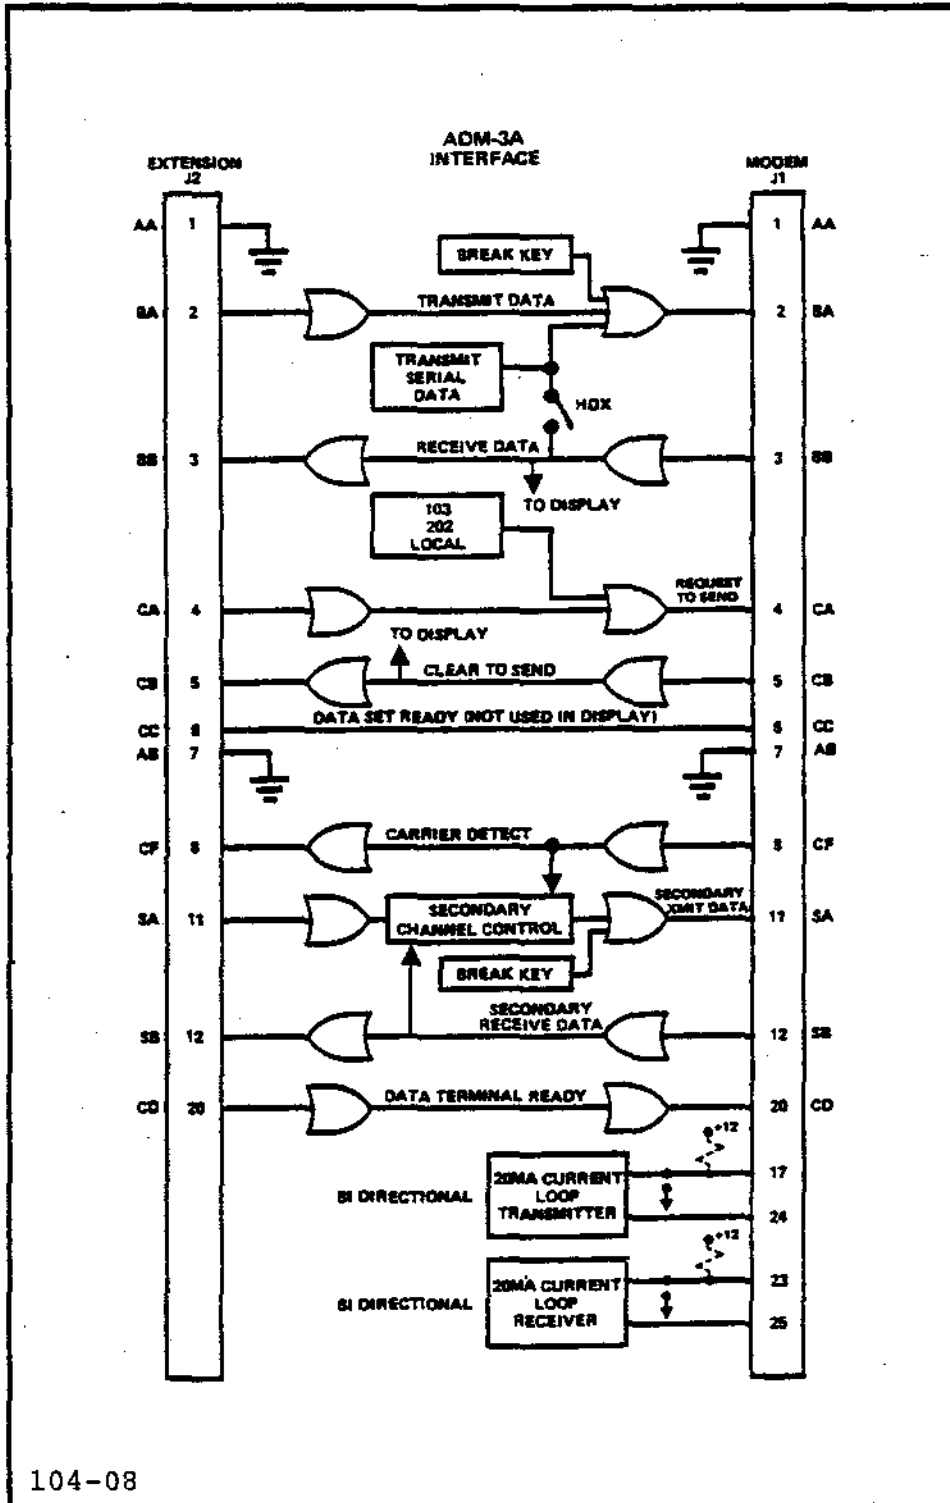 ADM-3A
INTERFACE
EXTENSION
J2
MODEM
J1
AA 1
1 AA
BREAK KEY
BA 2
TRANSMIT DATA
2 BA
TRANSMIT
SERIAL
DATA
HDX
BB 3
RECEIVE DATA
3 BB
TO DISPLAY
103
202
LOCAL
REQUEST
TO SEND
CA 4
4 CA
TO DISPLAY
CB 5
CLEAR TO SEND
5 CB
DATA SET READY (NOT USED IN DISPLAY)
CC 6
6 CC
AB 7
7 AB
CF 8
CARRIER DETECT
8 CF
SECONDARY
XMIT DATA
SA 11
SECONDARY
CHANNEL CONTROL
11 SA
BREAK KEY
SECONDARY
RECEIVE DATA
SB 12
12 SB
CD 20
DATA TERMINAL READY
20 CD
+12
BI DIRECTIONAL
20MA CURRENT
LOOP
TRANSMITTER
17
24
+12
BI DIRECTIONAL
20MA CURRENT
LOOP
RECEIVER
23
25
104-08